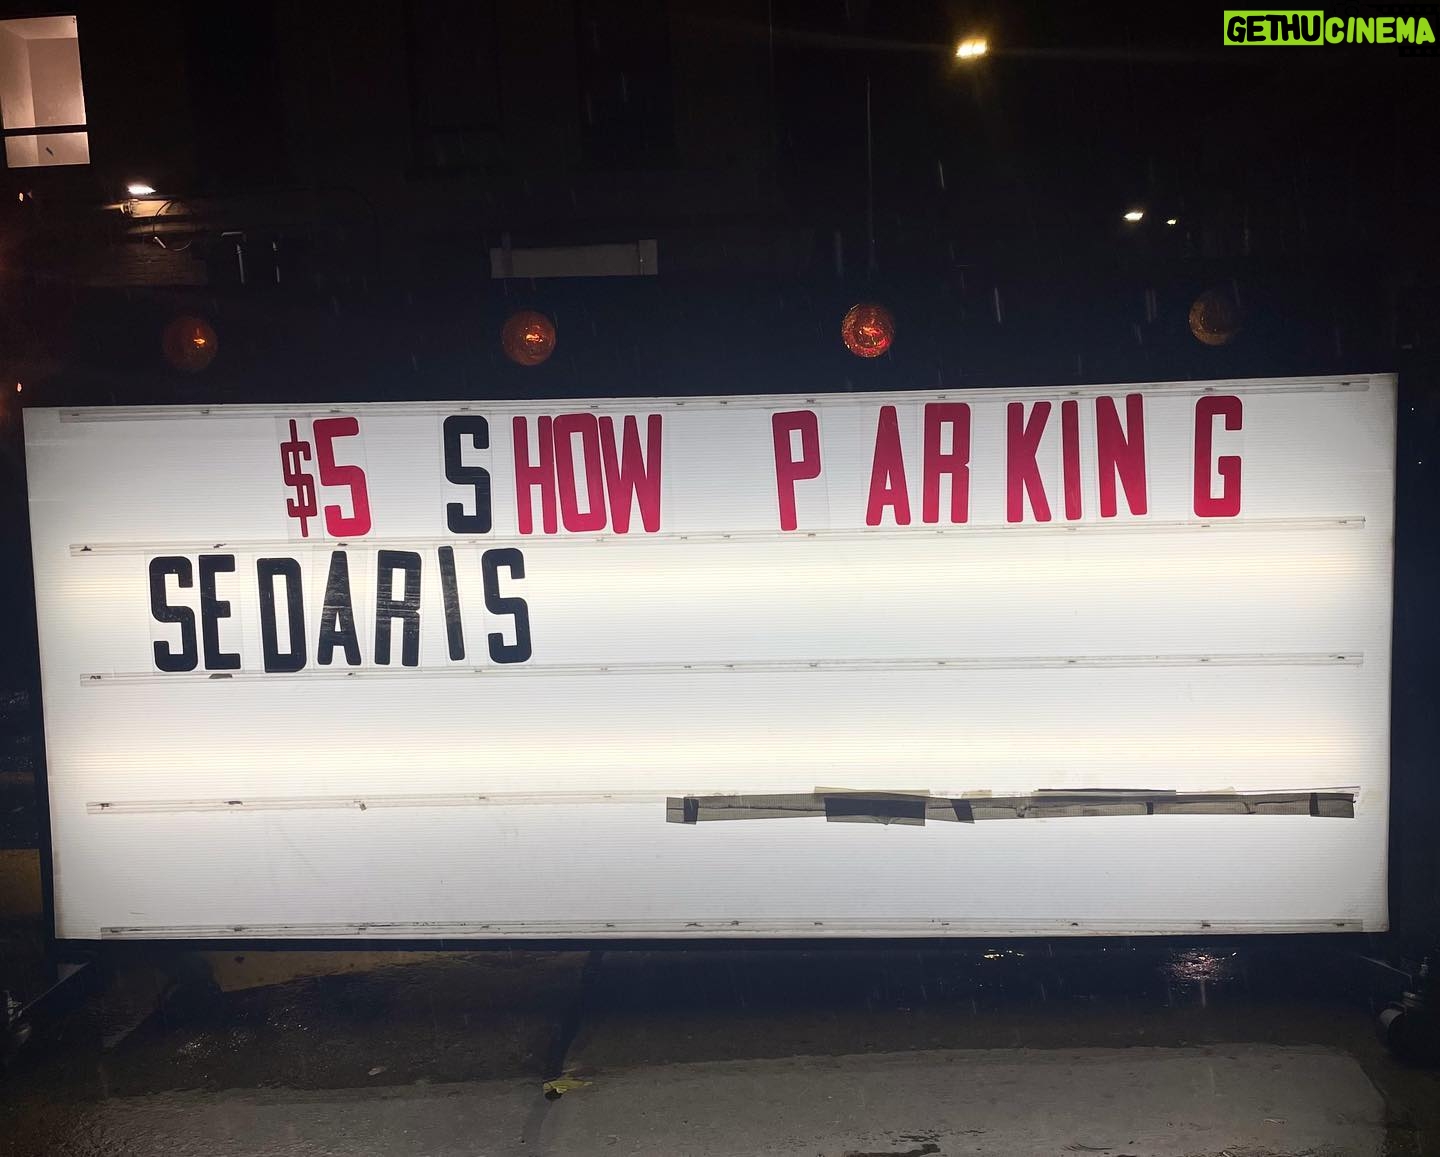 GETHUCINEMA
$5 SHOW PARKING
SEDARIS